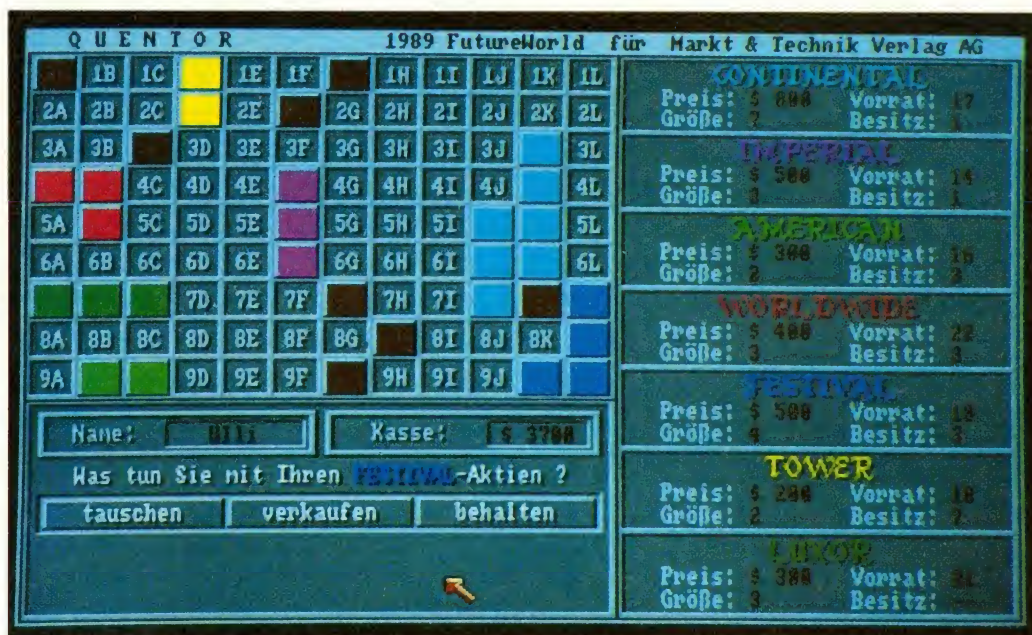 QUENTOR 1989 FutureWorld für Markt & Technik Verlag AG
1B 1C 1E 1F 1H 1I 1J 1K 1L
2A 2B 2C 2E 2G 2H 2I 2J 2K 2L
3A 3B 3D 3E 3F 3G 3H 3I 3J 3L
4C 4D 4E 4G 4H 4I 4J 4L
5A 5C 5D 5E 5G 5H 5I 5L
6A 6B 6C 6D 6E 6G 6H 6I 6L
7D 7E 7F 7H 7I
8A 8B 8C 8D 8E 8F 8G 8I 8J 8K
9A 9D 9E 9F 9H 9I 9J
Name: Uli Kasse: $ 3700
Was tun Sie mit Ihren FESTIVAL-Aktien ?
tauschen verkaufen behalten
CONTINENTAL
Preis: $ 800 Vorrat: 17
Größe: 7 Besitz: 1
IMPERIAL
Preis: $ 500 Vorrat: 14
Größe: 3 Besitz: 1
AMERICAN
Preis: $ 300 Vorrat: 16
Größe: 2 Besitz: 3
WORLDWIDE
Preis: $ 400 Vorrat: 22
Größe: 3 Besitz: 3
FESTIVAL
Preis: $ 500 Vorrat: 18
Größe: 4 Besitz: 3
TOWER
Preis: $ 200 Vorrat: 18
Größe: 2 Besitz: 7
LUXOR
Preis: $ 300 Vorrat: 21
Größe: 3 Besitz: